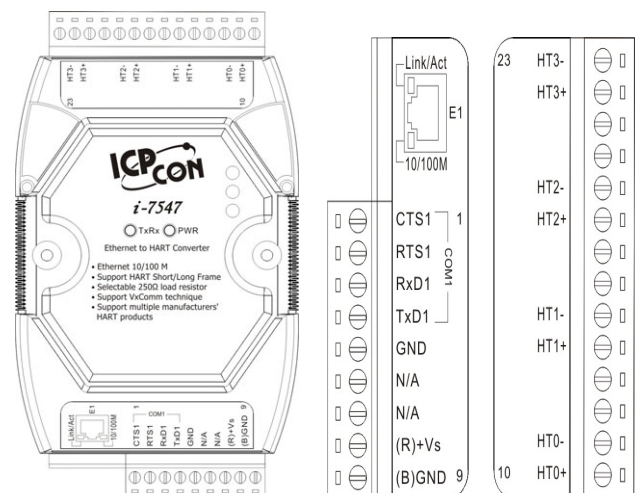 HT3-
HT3+
HT2-
HT2+
HT1-
HT1+
HT0-
HT0+
23
10
ICP CON
i-7547
TxRx PWR
Ethernet to HART Converter
• Ethernet 10/100 M
• Support HART Short/Long Frame
• Selectable 250Ω load resistor
• Support VxComm technique
• Support multiple manufacturers'
HART products
Link/Act
E1
10/100M
1
COM1
CTS1
RTS1
RxD1
TxD1
GND
N/A
N/A
(R)+Vs
(B)GND 9
Link/Act
E1
10/100M
CTS1 1
RTS1
COM1
RxD1
TxD1
GND
N/A
N/A
(R)+Vs
(B)GND 9
23 HT3-
HT3+
HT2-
HT2+
HT1-
HT1+
HT0-
10 HT0+